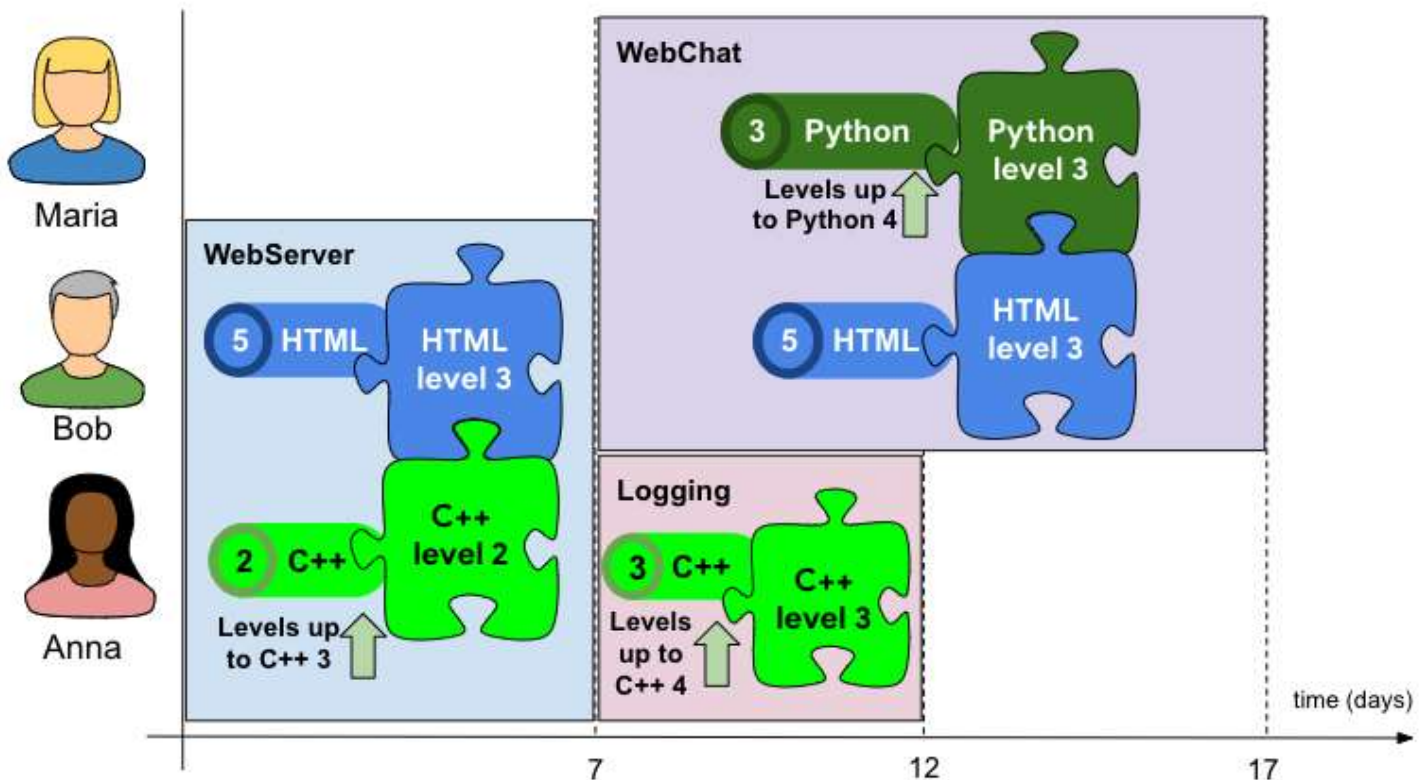 WebChat
3 Python
Python
level 3
Levels up
to Python 4
Maria
WebServer
5 HTML
HTML
level 3
5 HTML
HTML
level 3
Bob
Logging
2 C++
C++
level 2
Levels up
to C++ 3
3 C++
C++
level 3
Levels
up to
C++ 4
Anna
time (days)
7
12
17